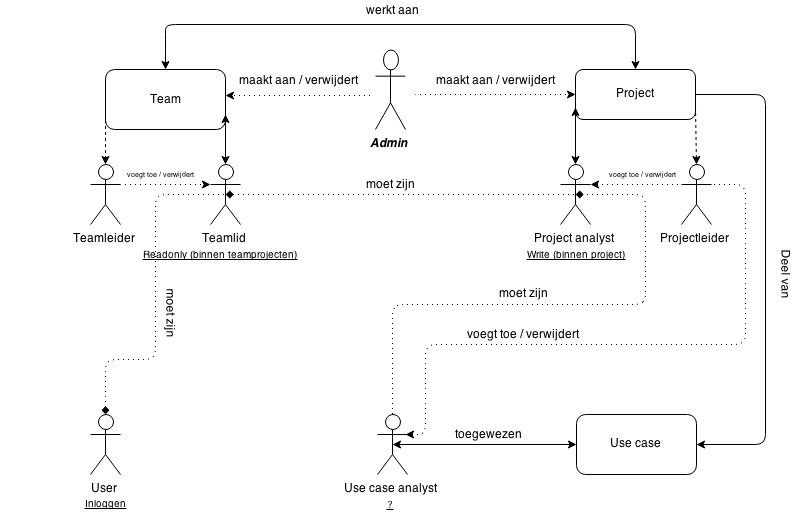 werkt aan
maakt aan / verwijdert
maakt aan / verwijdert
Team
Project
Admin
voegt toe / verwijdert
moet zijn
voegt toe / verwijdert
Teamleider
Teamlid
Project analyst
Projectleider
Readonly (binnen teamprojecten)
Write (binnen project)
Deel van
moet zijn
moet zijn
voegt toe / verwijdert
toegewezen
Use case
User
Use case analyst
Inloggen
?